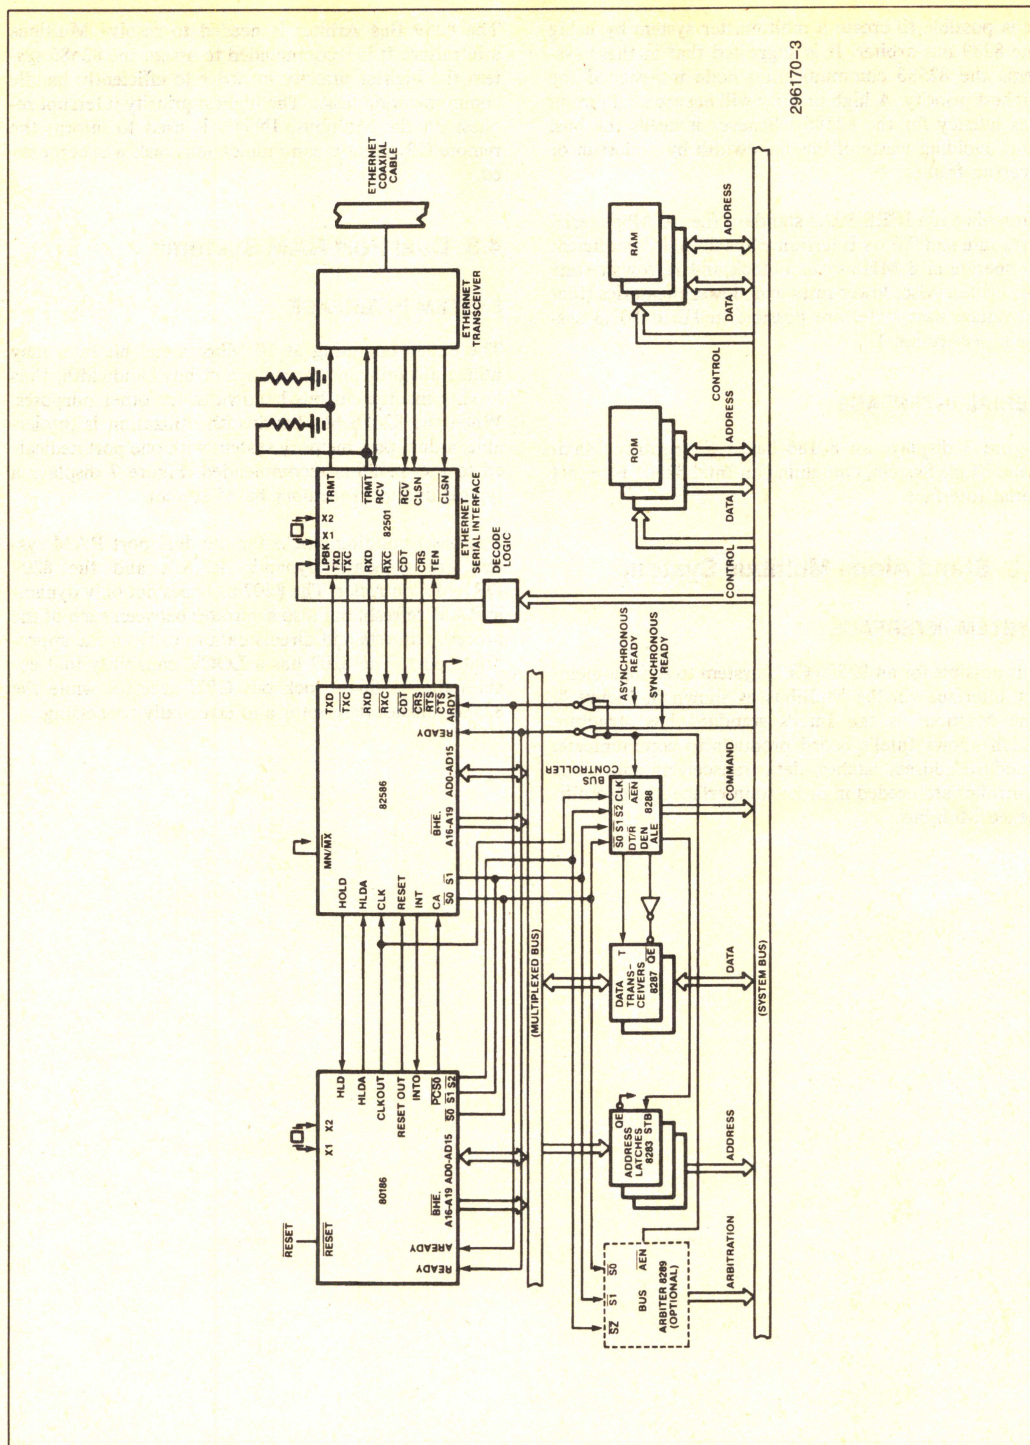 296170-3
ETHERNET
COAXIAL
CABLE
ETHERNET
TRANSCEIVER
TRMT
TRMT
RCV
RCV
CLSN
CLSN
X2
X1
LPBK
82501
TXD
TXC
RXD
RXC
CDT
CRS
TEN
ETHERNET
SERIAL INTERFACE
DECODE
LOGIC
TXD
TXC
RXD
RXC
CDT
CRS
RTS
CTS
ARDY
READY
AD0-AD15
BHE.
A16-A19
S1
S0
82586
MN/MX
HOLD
HLDA
CLK
RESET
INT
CA
HLD
HLDA
CLKOUT
RESET OUT
INTO
PCS0
S0 S1 S2
X2
X1
80186
RESET
RESET
AD0-AD15
BHE.
A16-A19
AREADY
READY
(MULTIPLEXED BUS)
ASYNCHRONOUS
READY
SYNCHRONOUS
READY
BUS
CONTROLLER
S0 S1 S2 CLK
AEN
DT/R
DEN
ALE
8288
COMMAND
T
DATA
TRANS-
CEIVERS
8287
OE
DATA
QE
STB
ADDRESS
LATCHES
8283
ADDRESS
S0
S1
S2
AEN
BUS
ARBITER 8289
(OPTIONAL)
ARBITRATION
(SYSTEM BUS)
RAM
ADDRESS
DATA
CONTROL
ROM
ADDRESS
DATA
CONTROL